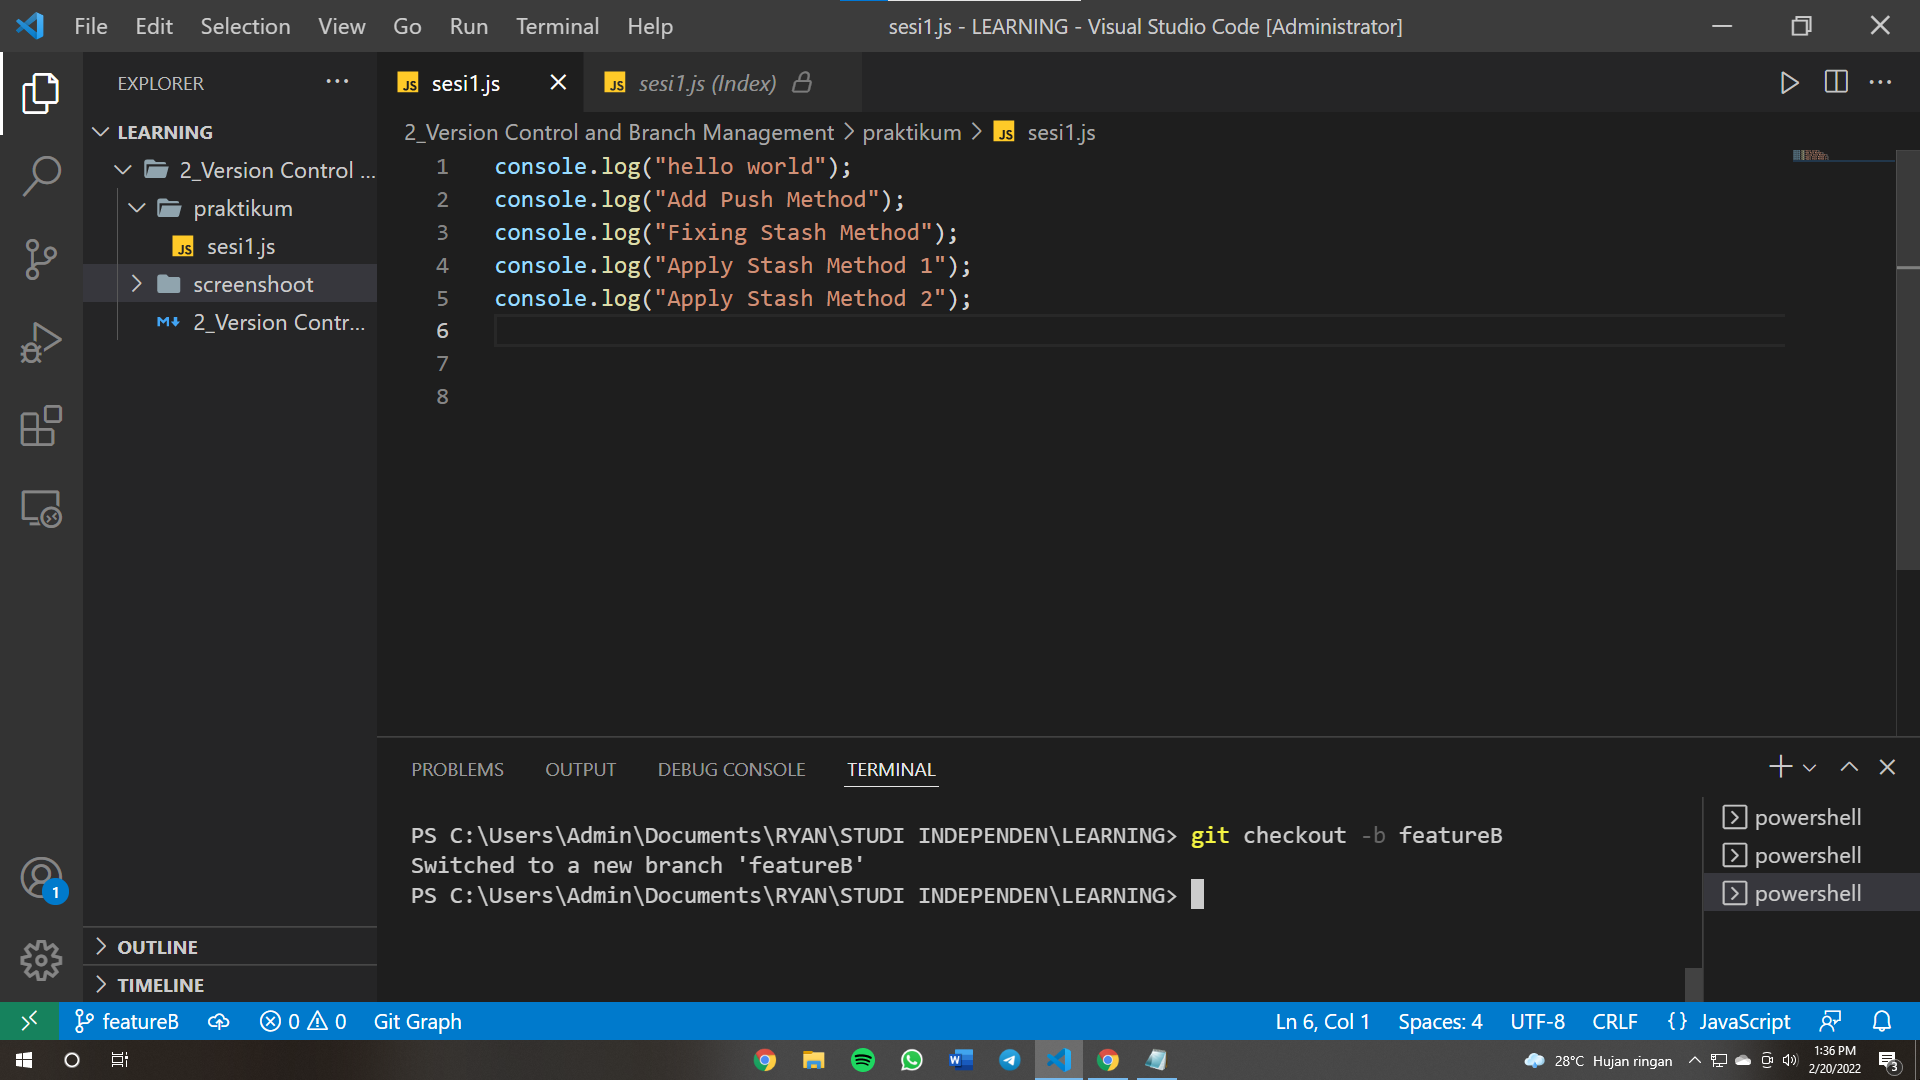 File Edit Selection View Go Run Terminal Help
sesi1.js - LEARNING - Visual Studio Code [Administrator]
EXPLORER
LEARNING
2_Version Control ...
praktikum
JS sesi1.js
screenshoot
2_Version Contr...
OUTLINE
TIMELINE
1
JS sesi1.js
JS sesi1.js (Index)
2_Version Control and Branch Management > praktikum > JS sesi1.js
1 console.log("hello world");
2 console.log("Add Push Method");
3 console.log("Fixing Stash Method");
4 console.log("Apply Stash Method 1");
5 console.log("Apply Stash Method 2");
6
7
8
PROBLEMS OUTPUT DEBUG CONSOLE TERMINAL
PS C:\Users\Admin\Documents\RYAN\STUDI INDEPENDEN\LEARNING> git checkout -b featureB
Switched to a new branch 'featureB'
PS C:\Users\Admin\Documents\RYAN\STUDI INDEPENDEN\LEARNING>
powershell
powershell
powershell
featureB 0 0 Git Graph
Ln 6, Col 1 Spaces: 4 UTF-8 CRLF {} JavaScript
28°C Hujan ringan
1:36 PM
2/20/2022
3